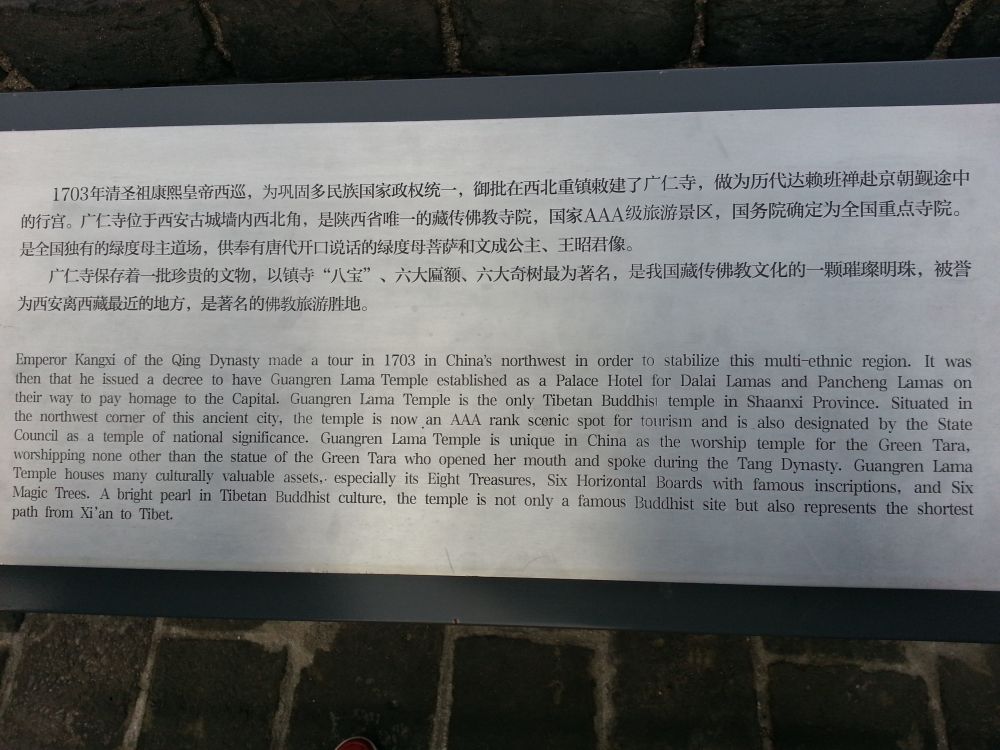 1703年清圣祖康熙皇帝西巡，为巩固多民族国家政权统一，御批在西北重镇敕建了广仁寺，做为历代达赖班禅赴京朝觐途中
的行宫。广仁寺位于西安古城墙内西北角，是陕西省唯一的藏传佛教寺院，国家AAA级旅游景区，国务院确定为全国重点寺院。
是全国独有的绿度母主道场，供奉有唐代开口说话的绿度母菩萨和文成公主、王昭君像。
广仁寺保存着一批珍贵的文物，以镇寺“八宝”、六大匾额、六大奇树最为著名，是我国藏传佛教文化的一颗璀璨明珠，被誉
为西安离西藏最近的地方，是著名的佛教旅游胜地。
Emperor Kangxi of the Qing Dynasty made a tour in 1703 in China's northwest in order to stabilize this multi-ethnic region. It was
then that he issued a decree to have Guangren Lama Temple established as a Palace Hotel for Dalai Lamas and Pancheng Lamas on
their way to pay homage to the Capital. Guangren Lama Temple is the only Tibetan Buddhist temple in Shaanxi Province. Situated in
the northwest corner of this ancient city, the temple is now an AAA rank scenic spot for tourism and is also designated by the State
Council as a temple of national significance. Guangren Lama Temple is unique in China as the worship temple for the Green Tara,
worshipping none other than the statue of the Green Tara who opened her mouth and spoke during the Tang Dynasty. Guangren Lama
Temple houses many culturally valuable assets, especially its Eight Treasures, Six Horizontal Boards with famous inscriptions, and Six
Magic Trees. A bright pearl in Tibetan Buddhist culture, the temple is not only a famous Buddhist site but also represents the shortest
path from Xi'an to Tibet.